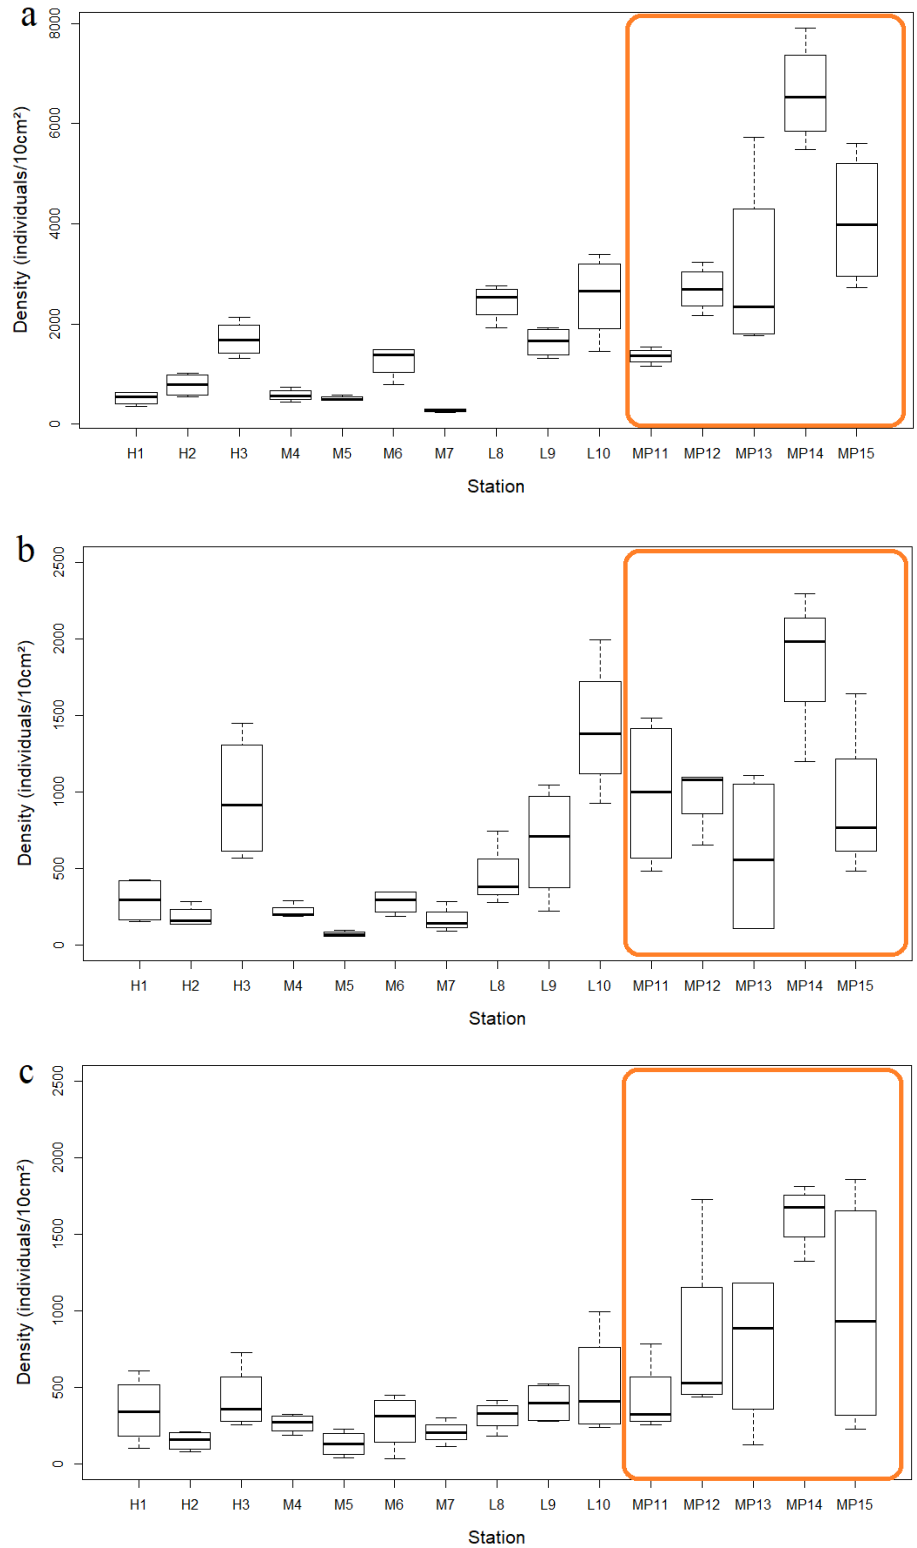 a
Density (individuals/10cm²)
8000
6000
4000
2000
0
H1 H2 H3 M4 M5 M6 M7 L8 L9 L10 MP11 MP12 MP13 MP14 MP15
Station
b
Density (individuals/10cm²)
2500
2000
1500
1000
500
0
H1 H2 H3 M4 M5 M6 M7 L8 L9 L10 MP11 MP12 MP13 MP14 MP15
Station
c
Density (individuals/10cm²)
2500
2000
1500
1000
500
0
H1 H2 H3 M4 M5 M6 M7 L8 L9 L10 MP11 MP12 MP13 MP14 MP15
Station